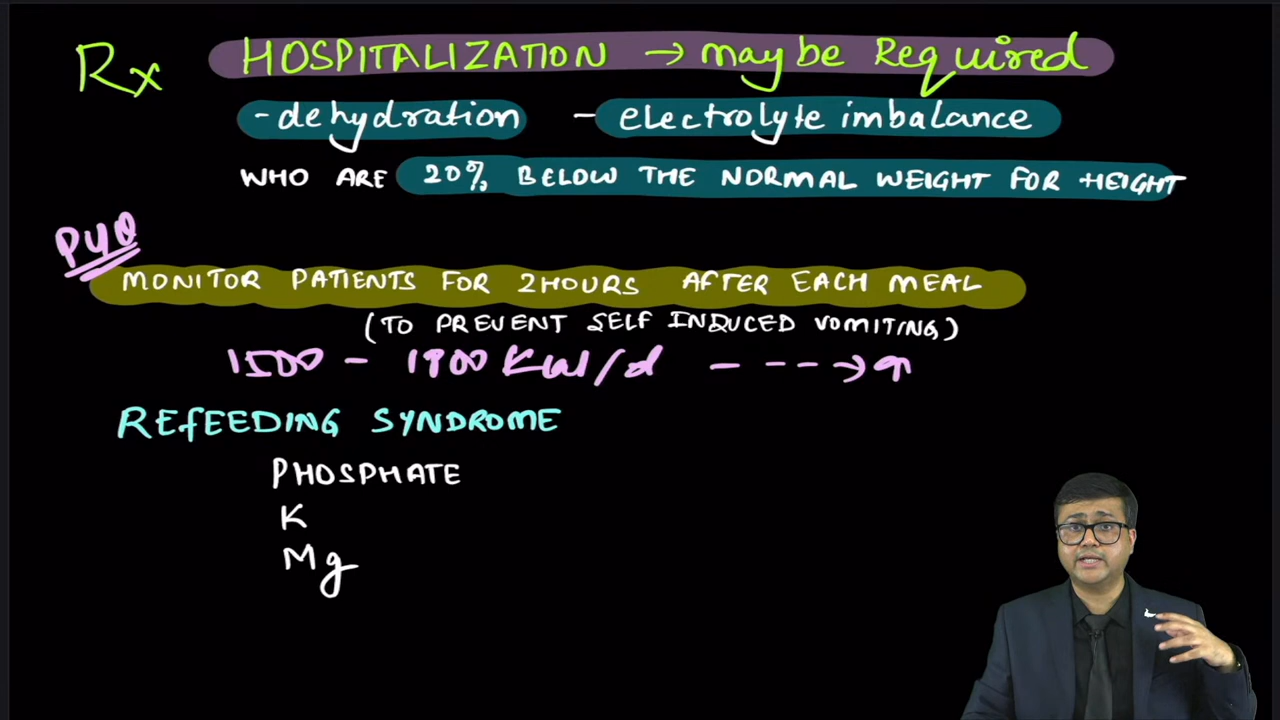 Rx HOSPITALIZATION → may be Required
- dehydration - electrolyte imbalance
WHO ARE 20% BELOW THE NORMAL WEIGHT FOR HEIGHT
PYQ
MONITOR PATIENTS FOR 2HOURS AFTER EACH MEAL
(TO PREVENT SELF INDUCED VOMITING)
1500 - 1900 Kcal/d - - - → ↑
REFEEDING SYNDROME
PHOSPHATE
K
Mg